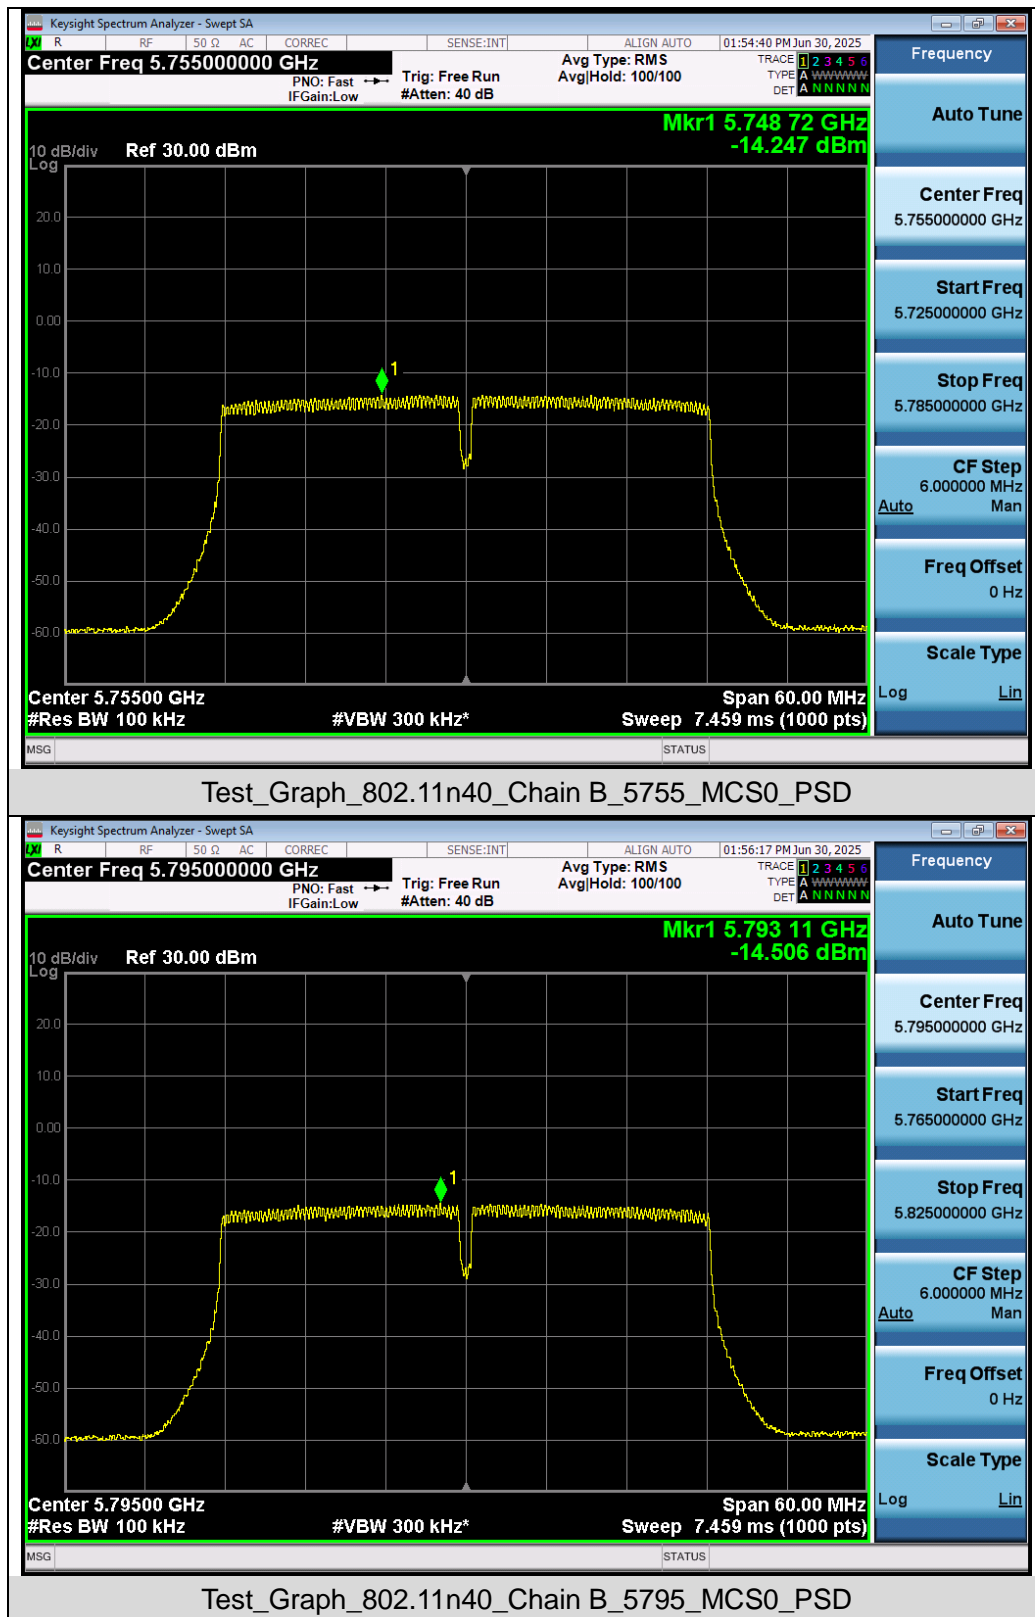 Keysight Spectrum Analyzer - Swept SA
LXI R RF 50 Ω AC CORREC SENSE:INT ALIGN AUTO 01:54:40 PM Jun 30, 2025
Center Freq 5.755000000 GHz
PNO: Fast
IFGain:Low
Trig: Free Run
#Atten: 40 dB
Avg Type: RMS
Avg|Hold: 100/100
TRACE 1 2 3 4 5 6
TYPE A WWWWW
DET A N N N N N
Mkr1 5.748 72 GHz
-14.247 dBm
10 dB/div Ref 30.00 dBm
Log
20.0
10.0
0.00
-10.0
-20.0
-30.0
-40.0
-50.0
-60.0
1
Center 5.75500 GHz Span 60.00 MHz
#Res BW 100 kHz #VBW 300 kHz* Sweep 7.459 ms (1000 pts)
MSG STATUS
Frequency
Auto Tune
Center Freq
5.755000000 GHz
Start Freq
5.725000000 GHz
Stop Freq
5.785000000 GHz
CF Step
6.000000 MHz
Auto Man
Freq Offset
0 Hz
Scale Type
Log Lin
Test_Graph_802.11n40_Chain B_5755_MCS0_PSD
Keysight Spectrum Analyzer - Swept SA
LXI R RF 50 Ω AC CORREC SENSE:INT ALIGN AUTO 01:56:17 PM Jun 30, 2025
Center Freq 5.795000000 GHz
PNO: Fast
IFGain:Low
Trig: Free Run
#Atten: 40 dB
Avg Type: RMS
Avg|Hold: 100/100
TRACE 1 2 3 4 5 6
TYPE A WWWWW
DET A N N N N N
Mkr1 5.793 11 GHz
-14.506 dBm
10 dB/div Ref 30.00 dBm
Log
20.0
10.0
0.00
-10.0
-20.0
-30.0
-40.0
-50.0
-60.0
1
Center 5.79500 GHz Span 60.00 MHz
#Res BW 100 kHz #VBW 300 kHz* Sweep 7.459 ms (1000 pts)
MSG STATUS
Frequency
Auto Tune
Center Freq
5.795000000 GHz
Start Freq
5.765000000 GHz
Stop Freq
5.825000000 GHz
CF Step
6.000000 MHz
Auto Man
Freq Offset
0 Hz
Scale Type
Log Lin
Test_Graph_802.11n40_Chain B_5795_MCS0_PSD